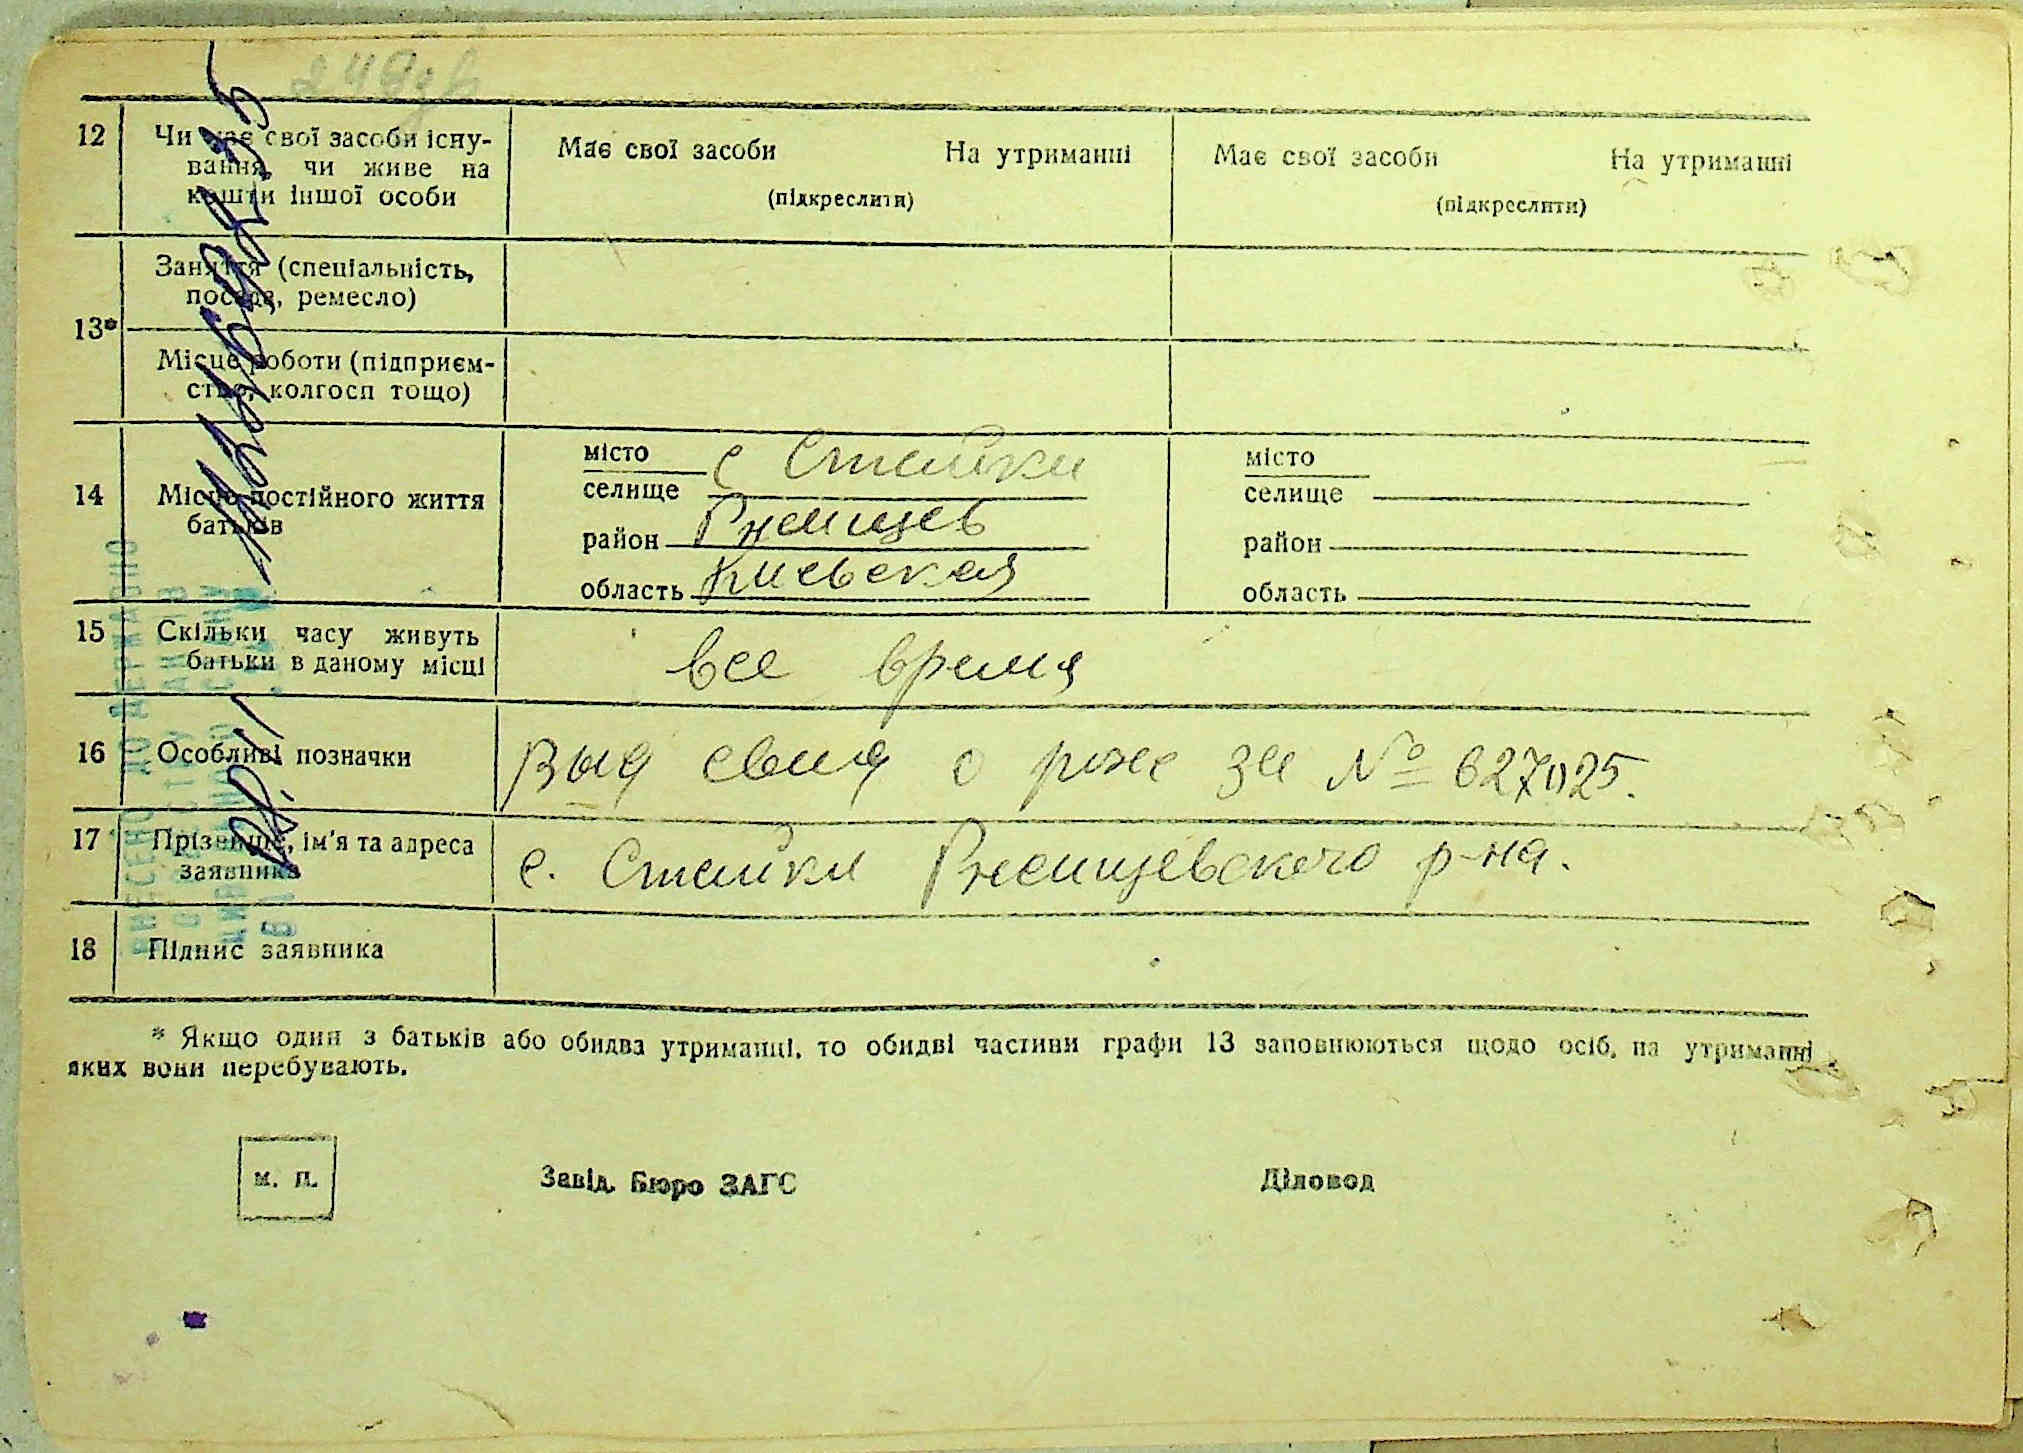 12 Чи має свої засоби існу-
вання, чи живе на
кошти іншої особи
Має свої засоби На утриманні
(підкреслити)
Має свої засоби На утриманні
(підкреслити)
13*
Заняття (спеціальність,
посада, ремесло)
Місце роботи (підприєм-
ство, колгосп тощо)
14 Місце постійного життя
батьків
місто
селище с Стайки
район Ржищев
область Киевская
місто
селище
район
область
15 Скільки часу живуть
батьки в даному місці
все время
16 Особливі позначки
Выд свид о рож за № 627025.
17 Прізвище, ім'я та адреса
заявника
с. Стайки Ржищевского р-на.
18 Підпис заявника
* Якщо один з батьків або обидва утриманці, то обидві частини графи 13 заповнюються щодо осіб, на утриманні
яких вони перебувають.
м. п.
Завід. Бюро ЗАГС
Діловод